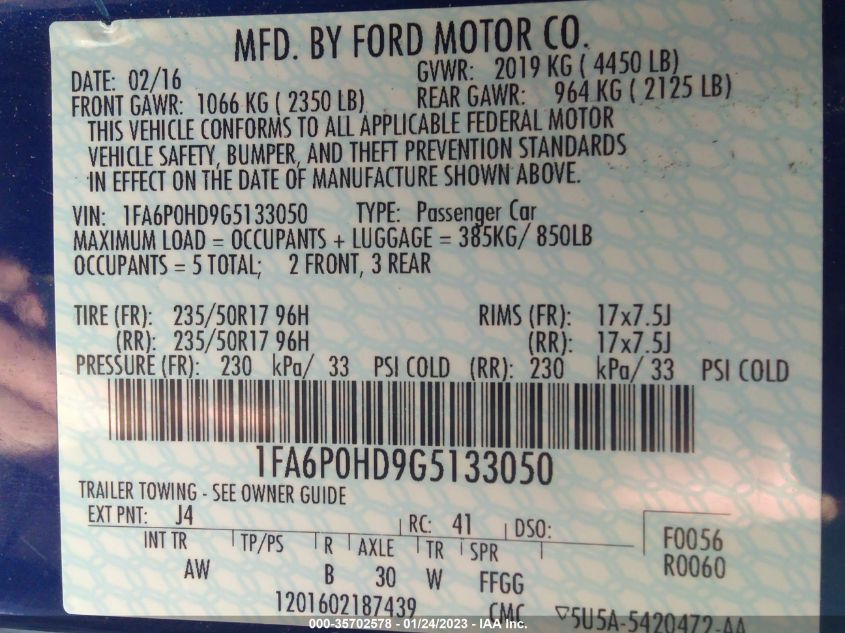 MFD. BY FORD MOTOR CO.
DATE: 02/16 GVWR: 2019 KG ( 4450 LB)
FRONT GAWR: 1066 KG ( 2350 LB) REAR GAWR: 964 KG ( 2125 LB)
THIS VEHICLE CONFORMS TO ALL APPLICABLE FEDERAL MOTOR
VEHICLE SAFETY, BUMPER, AND THEFT PREVENTION STANDARDS
IN EFFECT ON THE DATE OF MANUFACTURE SHOWN ABOVE.
VIN: 1FA6P0HD9G5133050 TYPE: Passenger Car
MAXIMUM LOAD = OCCUPANTS + LUGGAGE = 385KG/ 850LB
OCCUPANTS = 5 TOTAL; 2 FRONT, 3 REAR
TIRE (FR): 235/50R17 96H RIMS (FR): 17x7.5J
(RR): 235/50R17 96H (RR): 17x7.5J
PRESSURE (FR): 230 kPa/ 33 PSI COLD (RR): 230 kPa/ 33 PSI COLD
1FA6P0HD9G5133050
TRAILER TOWING - SEE OWNER GUIDE
EXT PNT: J4 RC: 41 DSO:
INT TR TP/PS R AXLE TR SPR
AW B 30 W FFGG
F0056
R0060
1201602187439 CMC ▽5U5A-5420472-AA
000-35702578 - 01/24/2023 - IAA Inc.